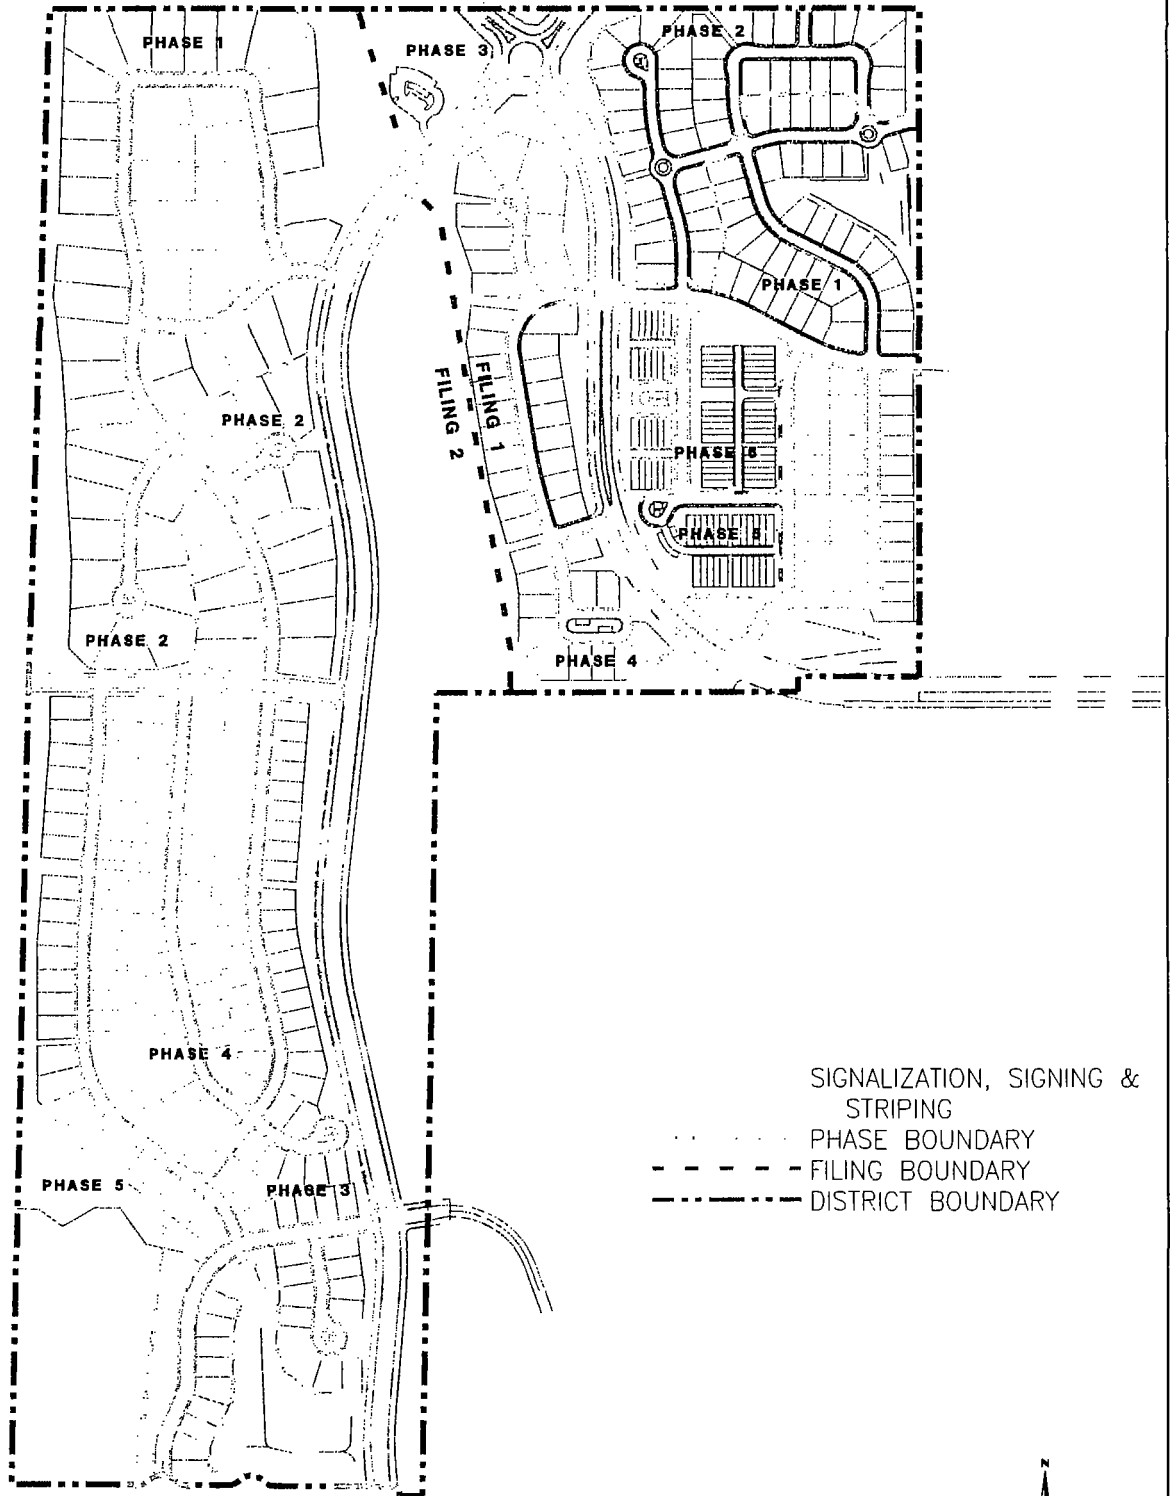 PHASE 1
PHASE 3
PHASE 2
PHASE 1
FILING 1
FILING 2
PHASE 2
PHASE 6
PHASE 5
PHASE 2
PHASE 4
PHASE 4
SIGNALIZATION, SIGNING &
STRIPING
PHASE BOUNDARY
FILING BOUNDARY
DISTRICT BOUNDARY
PHASE 5
PHASE 3
N